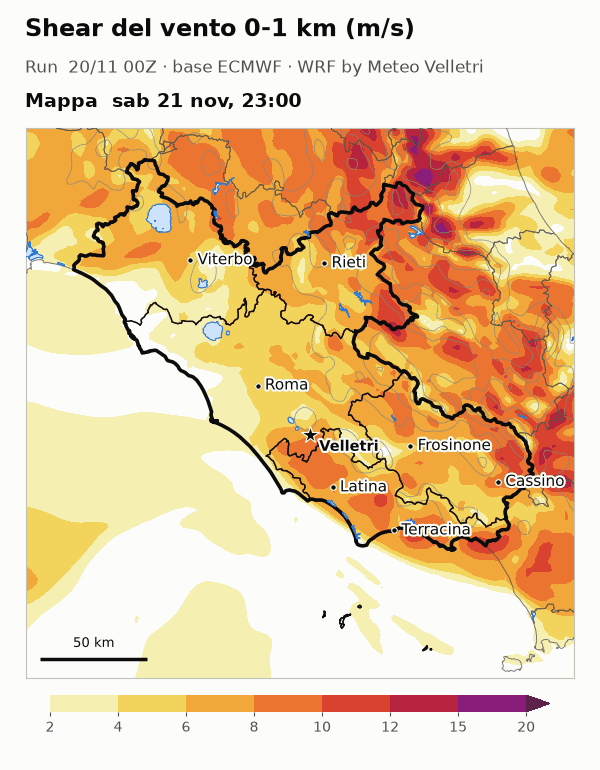 Shear del vento 0-1 km (m/s)
Run  20/11 00Z · base ECMWF · WRF by Meteo Velletri
Mappa  sab 21 nov, 23:00
Viterbo
Rieti
Roma
Velletri
Frosinone
Latina
Cassino
Terracina
50 km
2 4 6 8 10 12 15 20